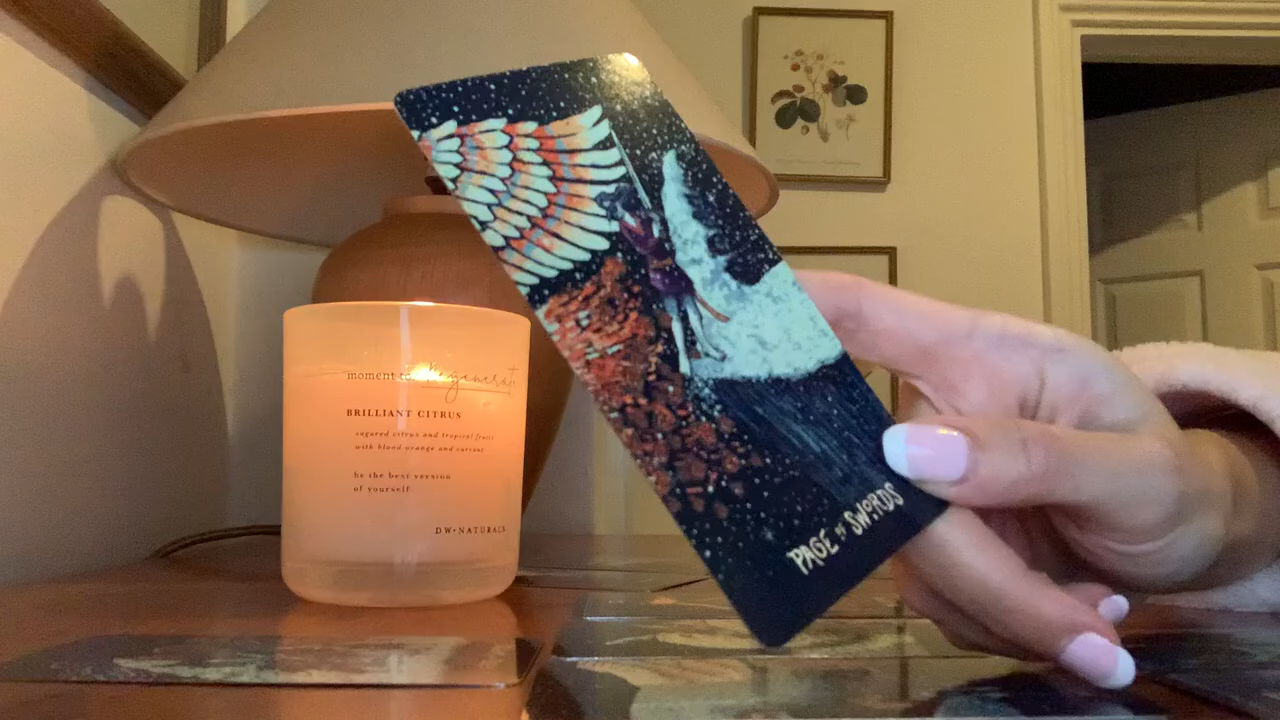 moment to
BRILLIANT CITRUS
sugared citrus and tropical fruit
with blood orange and currant
be the best version
of yourself
DW•NATURALS
PAGE OF SWORDS